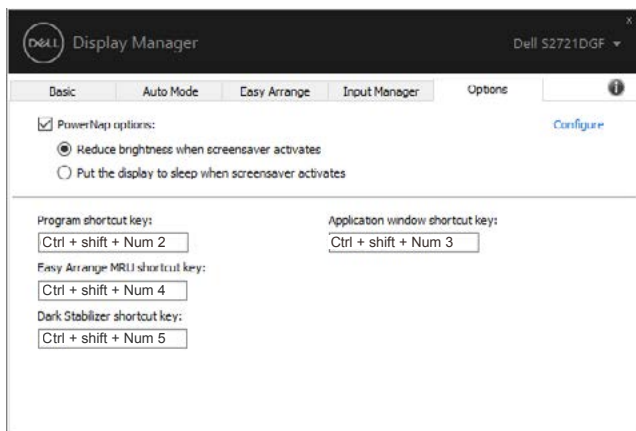 DELL Display Manager
Dell S2721DGF
x
Basic Auto Mode Easy Arrange Input Manager Options
PowerNap options:
Configure
Reduce brightness when screensaver activates
Put the display to sleep when screensaver activates
Program shortcut key:
Application window shortcut key:
Ctrl + shift + Num 2
Ctrl + shift + Num 3
Easy Arrange MRU shortcut key:
Ctrl + shift + Num 4
Dark Stabilizer shortcut key:
Ctrl + shift + Num 5